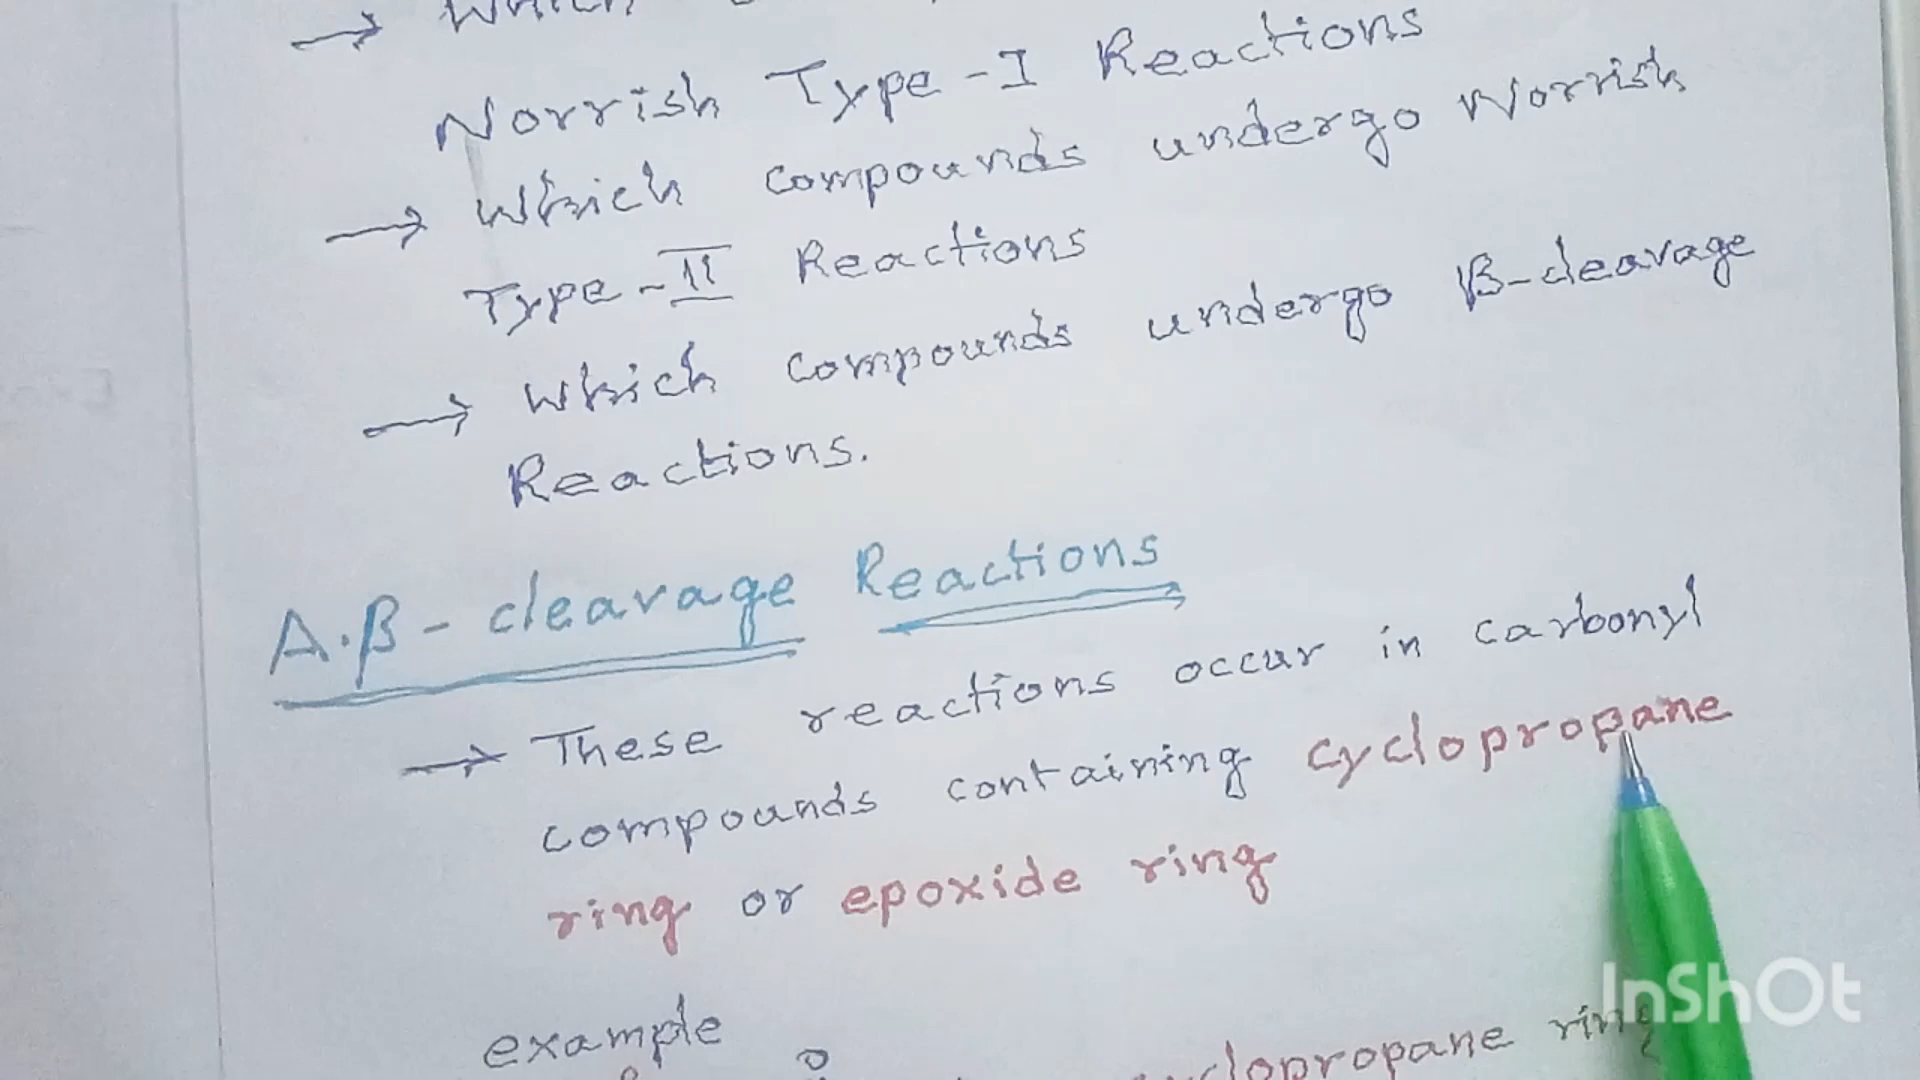 → Which
Norrish Type-I Reactions
→ Which compounds undergo Norrish
Type-II Reactions
→ Which compounds undergo β-cleavage
Reactions.
A.β-cleavage Reactions
→ These reactions occur in carbonyl
compounds containing cyclopropane
ring or epoxide ring
example
cyclopropane ring
InShOt